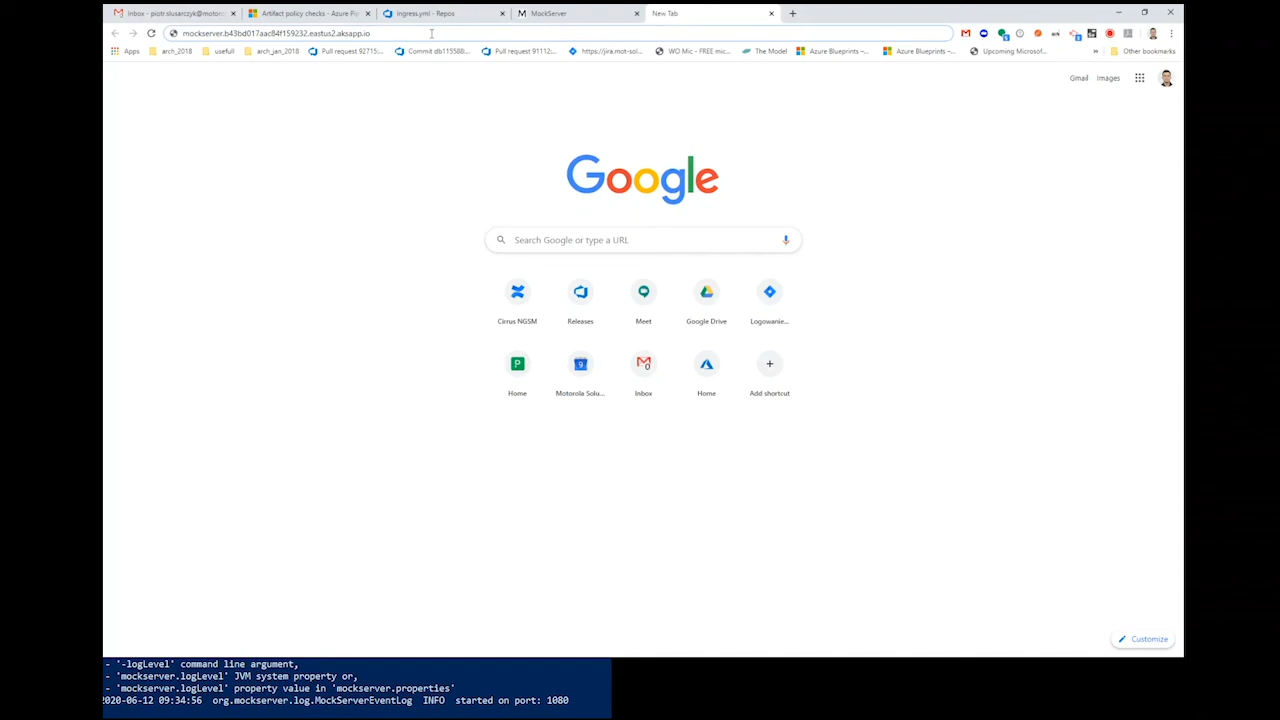 Inbox - piotr.slusarczyk@motoro
Artifact policy checks - Azure Pip
ingress.yml - Repos
MockServer
New Tab
mockserver.b43bd017aac84f159232.eastus2.aksapp.io
Apps
arch_2018
usefull
arch_jan_2018
Pull request 92715:...
Commit db115588:...
Pull request 91112:...
https://jira.mot-sol...
WO Mic - FREE mic...
The Model
Azure Blueprints –...
Azure Blueprints –...
Upcoming Microsof...
»
Other bookmarks
Gmail
Images
Google
Search Google or type a URL
Cirrus NGSM
Releases
Meet
Google Drive
Logowanie...
Home
Motorola Solu...
Inbox
Home
Add shortcut
Customize
- '-logLevel' command line argument,
- 'mockserver.logLevel' JVM system property or,
- 'mockserver.logLevel' property value in 'mockserver.properties'
2020-06-12 09:34:56 org.mockserver.log.MockServerEventLog INFO started on port: 1080